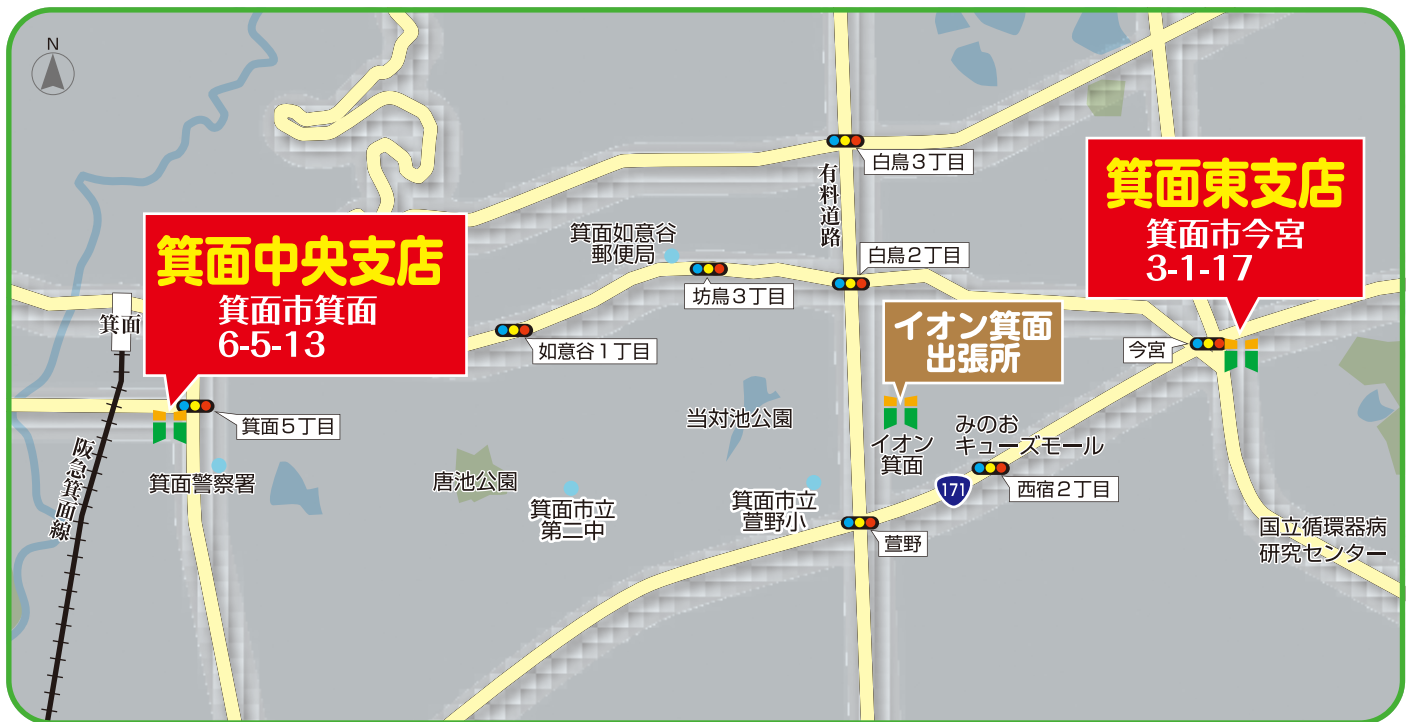 N
白鳥3丁目
有料道路
箕面東支店
箕面市今宮
3-1-17
箕面中央支店
箕面市箕面
6-5-13
箕面如意谷
郵便局
白鳥2丁目
坊島3丁目
箕面
如意谷1丁目
イオン箕面
出張所
今宮
箕面5丁目
当対池公園
イオン
箕面
みのお
キューズモール
阪急箕面線
箕面警察署
唐池公園
箕面市立
第二中
箕面市立
萱野小
171
西宿2丁目
萱野
国立循環器病
研究センター